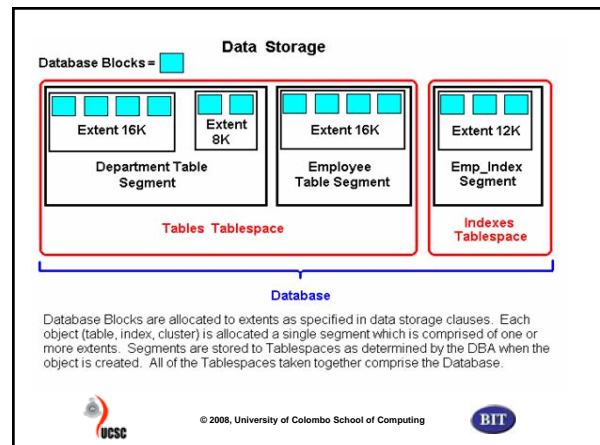 Data Storage
Database Blocks =
Extent 16K
Extent
8K
Department Table
Segment
Extent 16K
Employee
Table Segment
Extent 12K
Emp_Index
Segment
Tables Tablespace
Indexes
Tablespace
Database
Database Blocks are allocated to extents as specified in data storage clauses. Each
object (table, index, cluster) is allocated a single segment which is comprised of one or
more extents. Segments are stored to Tablespaces as determined by the DBA when the
object is created. All of the Tablespaces taken together comprise the Database.
UCSC
© 2008, University of Colombo School of Computing
BIT